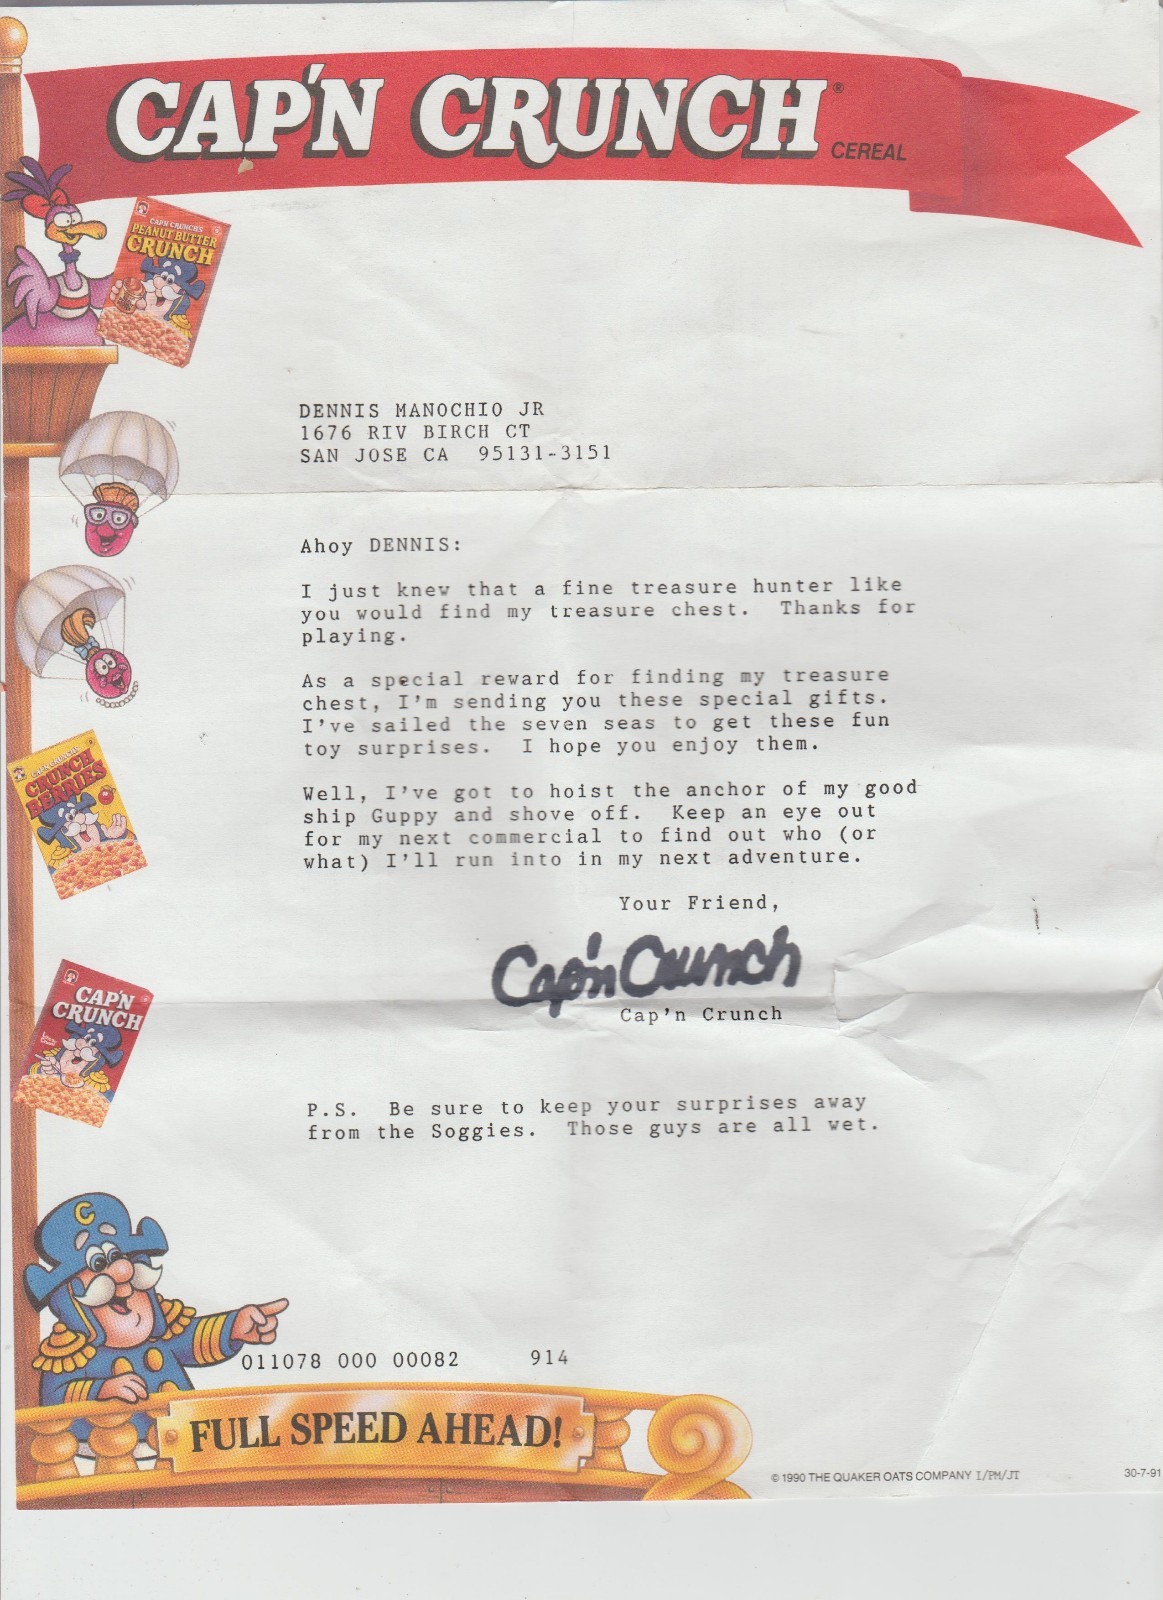 CAP'N CRUNCH®
CEREAL
CAP'N CRUNCH'S
PEANUT BUTTER
CRUNCH
DENNIS MANOCHIO JR
1676 RIV BIRCH CT
SAN JOSE CA  95131-3151
Ahoy DENNIS:
I just knew that a fine treasure hunter like
you would find my treasure chest.  Thanks for
playing.
As a special reward for finding my treasure
chest, I'm sending you these special gifts.
I've sailed the seven seas to get these fun
toy surprises.  I hope you enjoy them.
CAP'N CRUNCH'S
CRUNCH
BERRIES
Well, I've got to hoist the anchor of my good
ship Guppy and shove off.  Keep an eye out
for my next commercial to find out who (or
what) I'll run into in my next adventure.
Your Friend,
Cap'n Crunch
Cap'n Crunch
CAP'N
CRUNCH
P.S.  Be sure to keep your surprises away
from the Soggies.  Those guys are all wet.
C
011078 000 00082 914
FULL SPEED AHEAD!
© 1990 THE QUAKER OATS COMPANY I/PM/JT
30-7-91